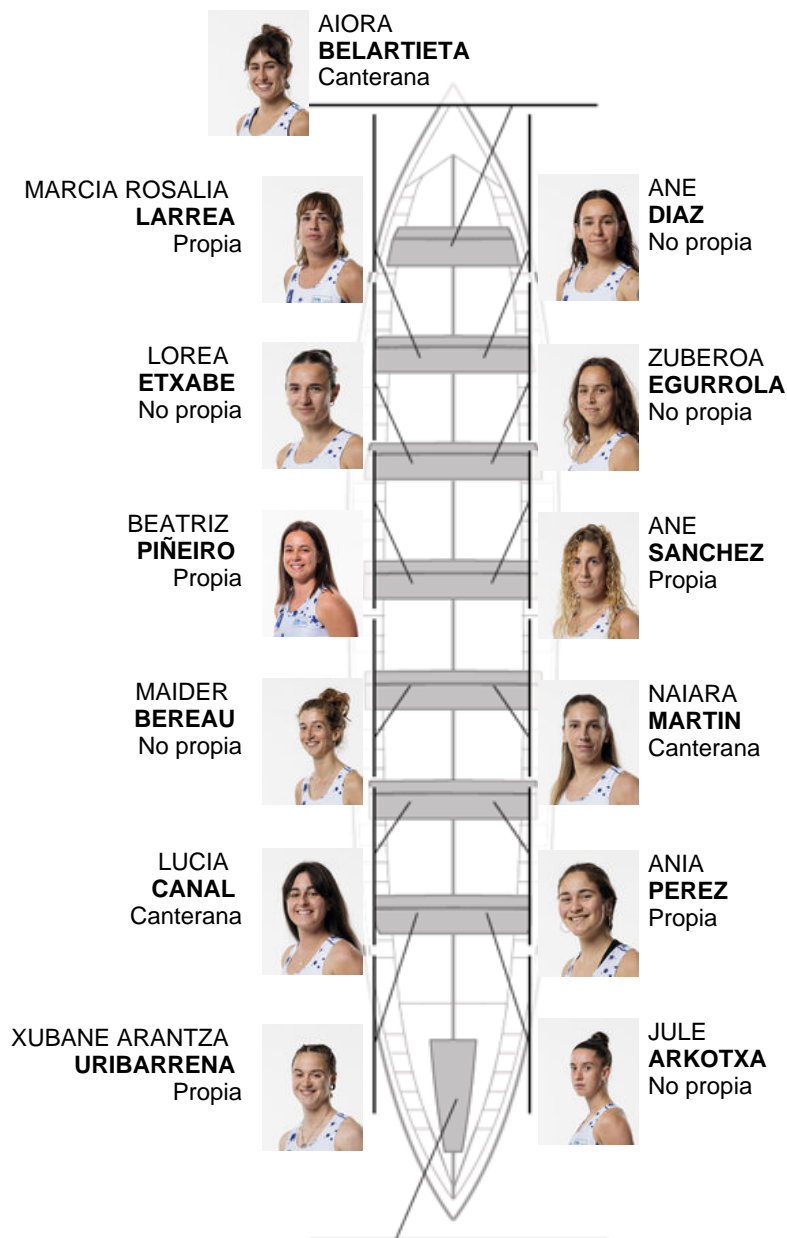 AIORA
BELARTIETA
Canterana
MARCIA ROSALIA
LARREA
Propia
ANE
DIAZ
No propia
LOREA
ETXABE
No propia
ZUBEROA
EGURROLA
No propia
BEATRIZ
PIÑEIRO
Propia
ANE
SANCHEZ
Propia
MAIDER
BEREAU
No propia
NAIARA
MARTIN
Canterana
LUCIA
CANAL
Canterana
ANIA
PEREZ
Propia
XUBANE ARANTZA
URIBARRENA
Propia
JULE
ARKOTXA
No propia